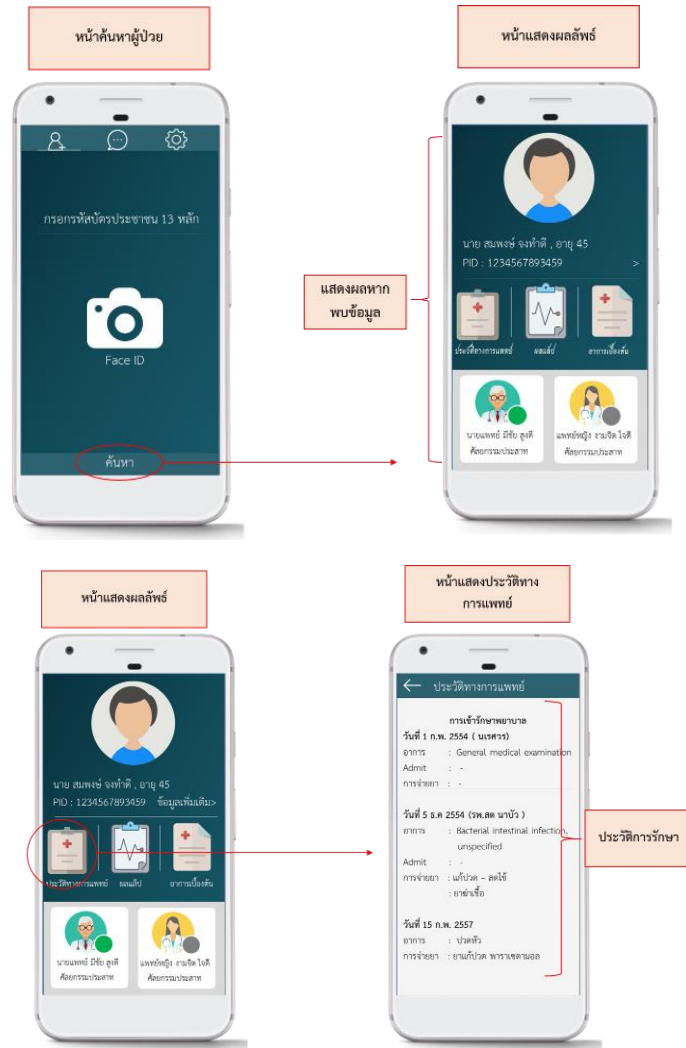 หน้าค้นหาผู้ป่วย
กรอกรหัสบัตรประชาชน 13 หลัก
Face ID
ค้นหา
หน้าแสดงผลลัพธ์
แสดงผลหาก
พบข้อมูล
นาย สมพงษ์ จงทำดี , อายุ 45
PID : 1234567893459 >
ประวัติทางการแพทย์ ผลแล็ป อาการเบื้องต้น
นายแพทย์ มีชัย สูงดี
ศัลยกรรมประสาท
แพทย์หญิง งามจิต ใจดี
ศัลยกรรมประสาท
หน้าแสดงผลลัพธ์
นาย สมพงษ์ จงทำดี , อายุ 45
PID : 1234567893459 ข้อมูลเพิ่มเติม>
ประวัติทางการแพทย์ ผลแล็ป อาการเบื้องต้น
นายแพทย์ มีชัย สูงดี
ศัลยกรรมประสาท
แพทย์หญิง งามจิต ใจดี
ศัลยกรรมประสาท
หน้าแสดงประวัติทาง
การแพทย์
← ประวัติทางการแพทย์
การเข้ารักษาพยาบาล
วันที่ 1 ก.พ. 2554 ( นเรศวร)
อาการ : General medical examination
Admit : -
การจ่ายยา : -
วันที่ 5 ธ.ค 2554 (รพ.สต นาบัว )
อาการ : Bacterial intestinal infection,
unspecified
Admit : -
การจ่ายยา : แก้ปวด – ลดไข้
: ยาฆ่าเชื้อ
วันที่ 15 ก.พ. 2557
อาการ : ปวดหัว
การจ่ายยา : ยาแก้ปวด พาราเซตามอล
ประวัติการรักษา